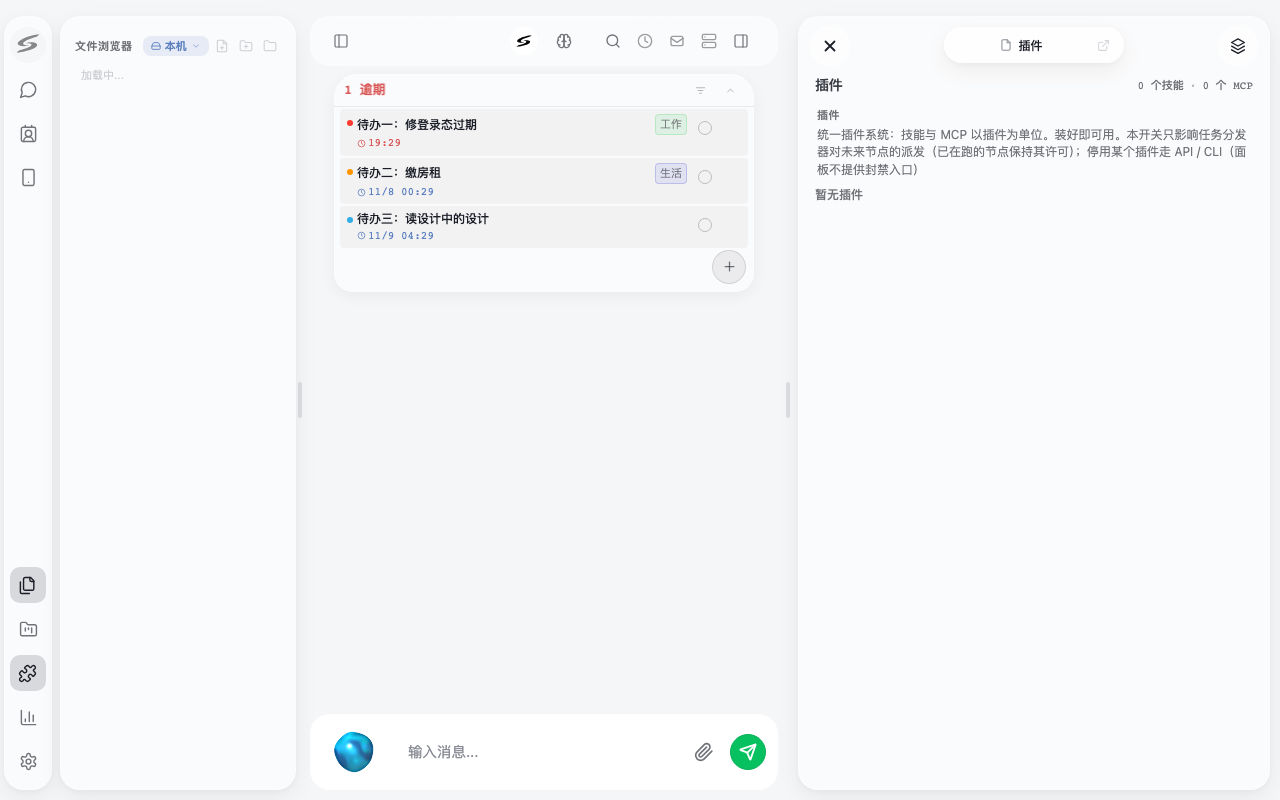 文件浏览器
本机
加载中...
1 逾期
待办一：修登录态过期
工作
19:29
待办二：缴房租
生活
11/8 00:29
待办三：读设计中的设计
11/9 04:29
输入消息...
插件
插件
0 个技能 · 0 个 MCP
插件
统一插件系统：技能与 MCP 以插件为单位。装好即可用。本开关只影响任务分发
器对未来节点的派发（已在跑的节点保持其许可）；停用某个插件走 API / CLI（面
板不提供封禁入口）
暂无插件